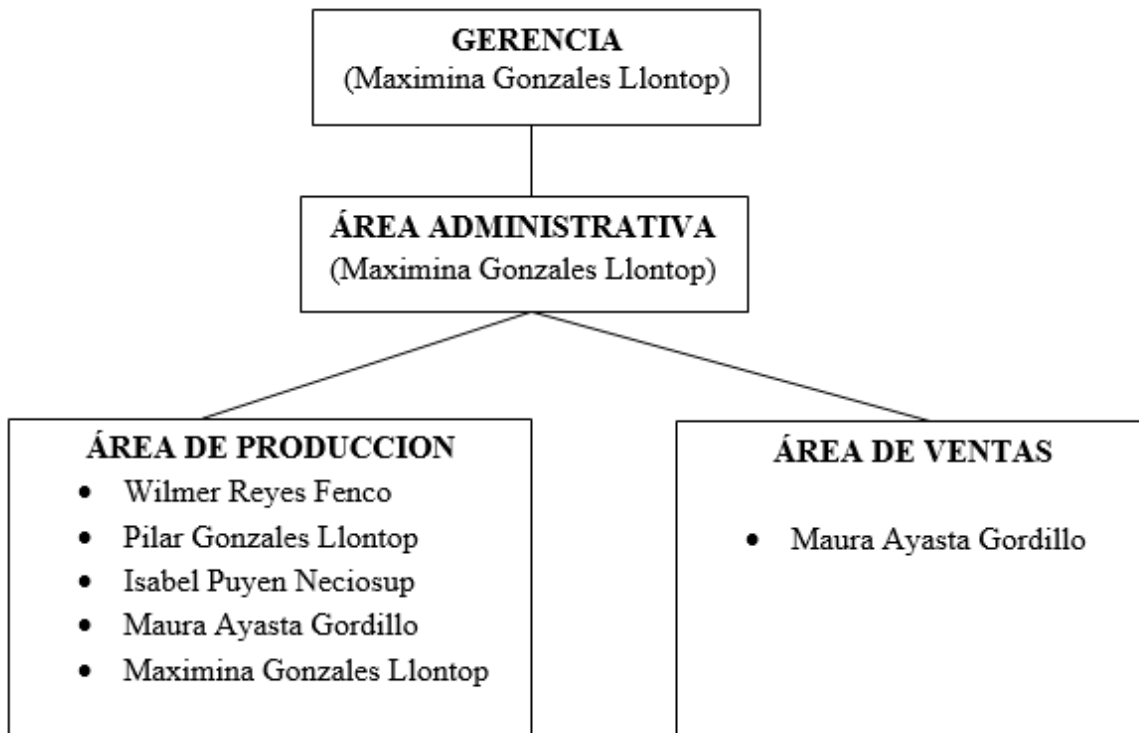 GERENCIA
(Maximina Gonzales Llontop)
ÁREA ADMINISTRATIVA
(Maximina Gonzales Llontop)
ÁREA DE PRODUCCION
• Wilmer Reyes Fenco
• Pilar Gonzales Llontop
• Isabel Puyen Neciosup
• Maura Ayasta Gordillo
• Maximina Gonzales Llontop
ÁREA DE VENTAS
• Maura Ayasta Gordillo